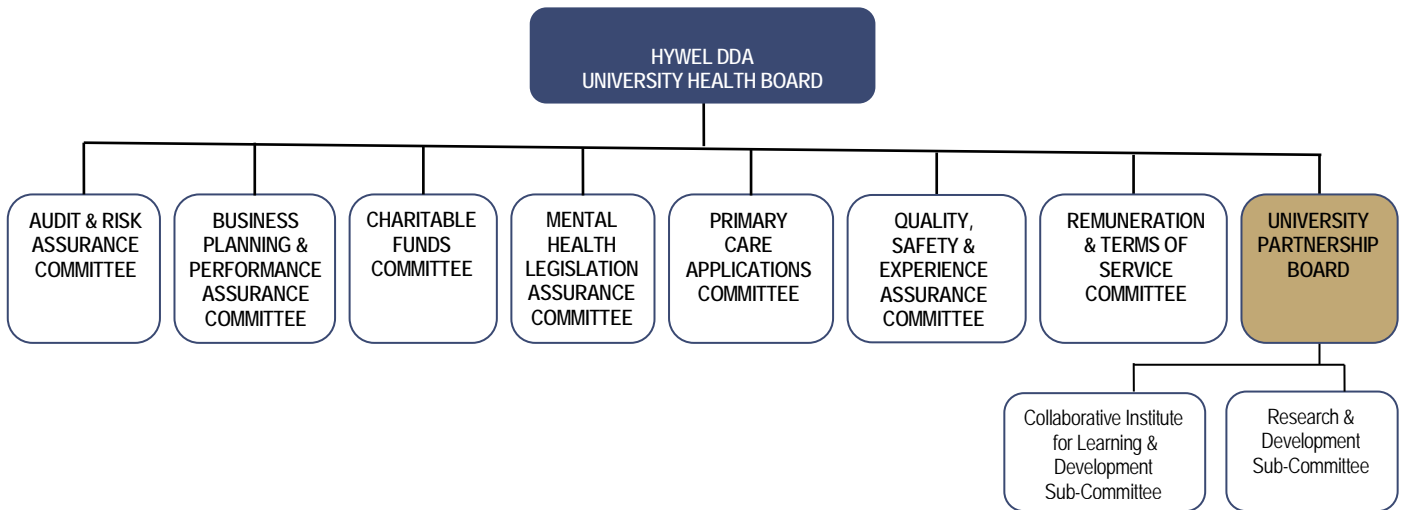 HYWEL DDA
UNIVERSITY HEALTH BOARD
AUDIT & RISK
ASSURANCE
COMMITTEE
BUSINESS
PLANNING &
PERFORMANCE
ASSURANCE
COMMITTEE
CHARITABLE
FUNDS
COMMITTEE
MENTAL
HEALTH
LEGISLATION
ASSURANCE
COMMITTEE
PRIMARY
CARE
APPLICATIONS
COMMITTEE
QUALITY,
SAFETY &
EXPERIENCE
ASSURANCE
COMMITTEE
REMUNERATION
& TERMS OF
SERVICE
COMMITTEE
UNIVERSITY
PARTNERSHIP
BOARD
Collaborative Institute
for Learning &
Development
Sub-Committee
Research &
Development
Sub-Committee